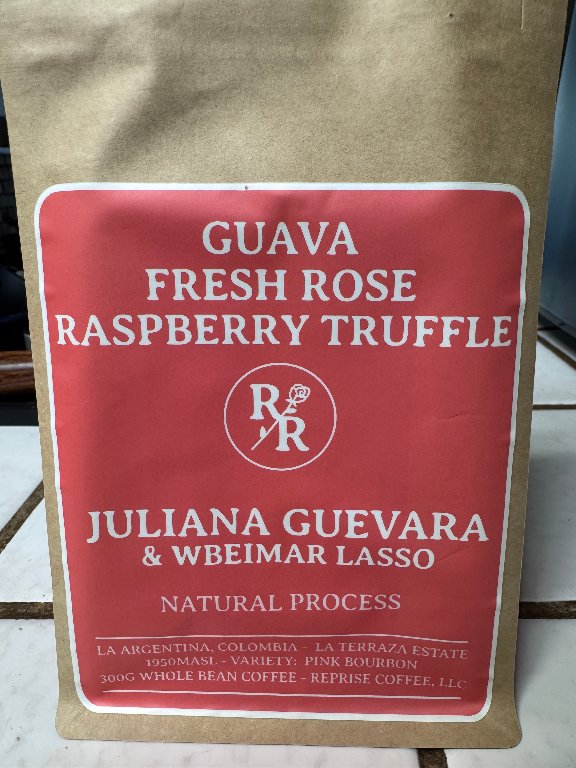 GUAVA
FRESH ROSE
RASPBERRY TRUFFLE
R
R
JULIANA GUEVARA
& WBEIMAR LASSO
NATURAL PROCESS
LA ARGENTINA, COLOMBIA - LA TERRAZA ESTATE
1950MASL - VARIETY: PINK BOURBON
300G WHOLE BEAN COFFEE - REPRISE COFFEE, LLC